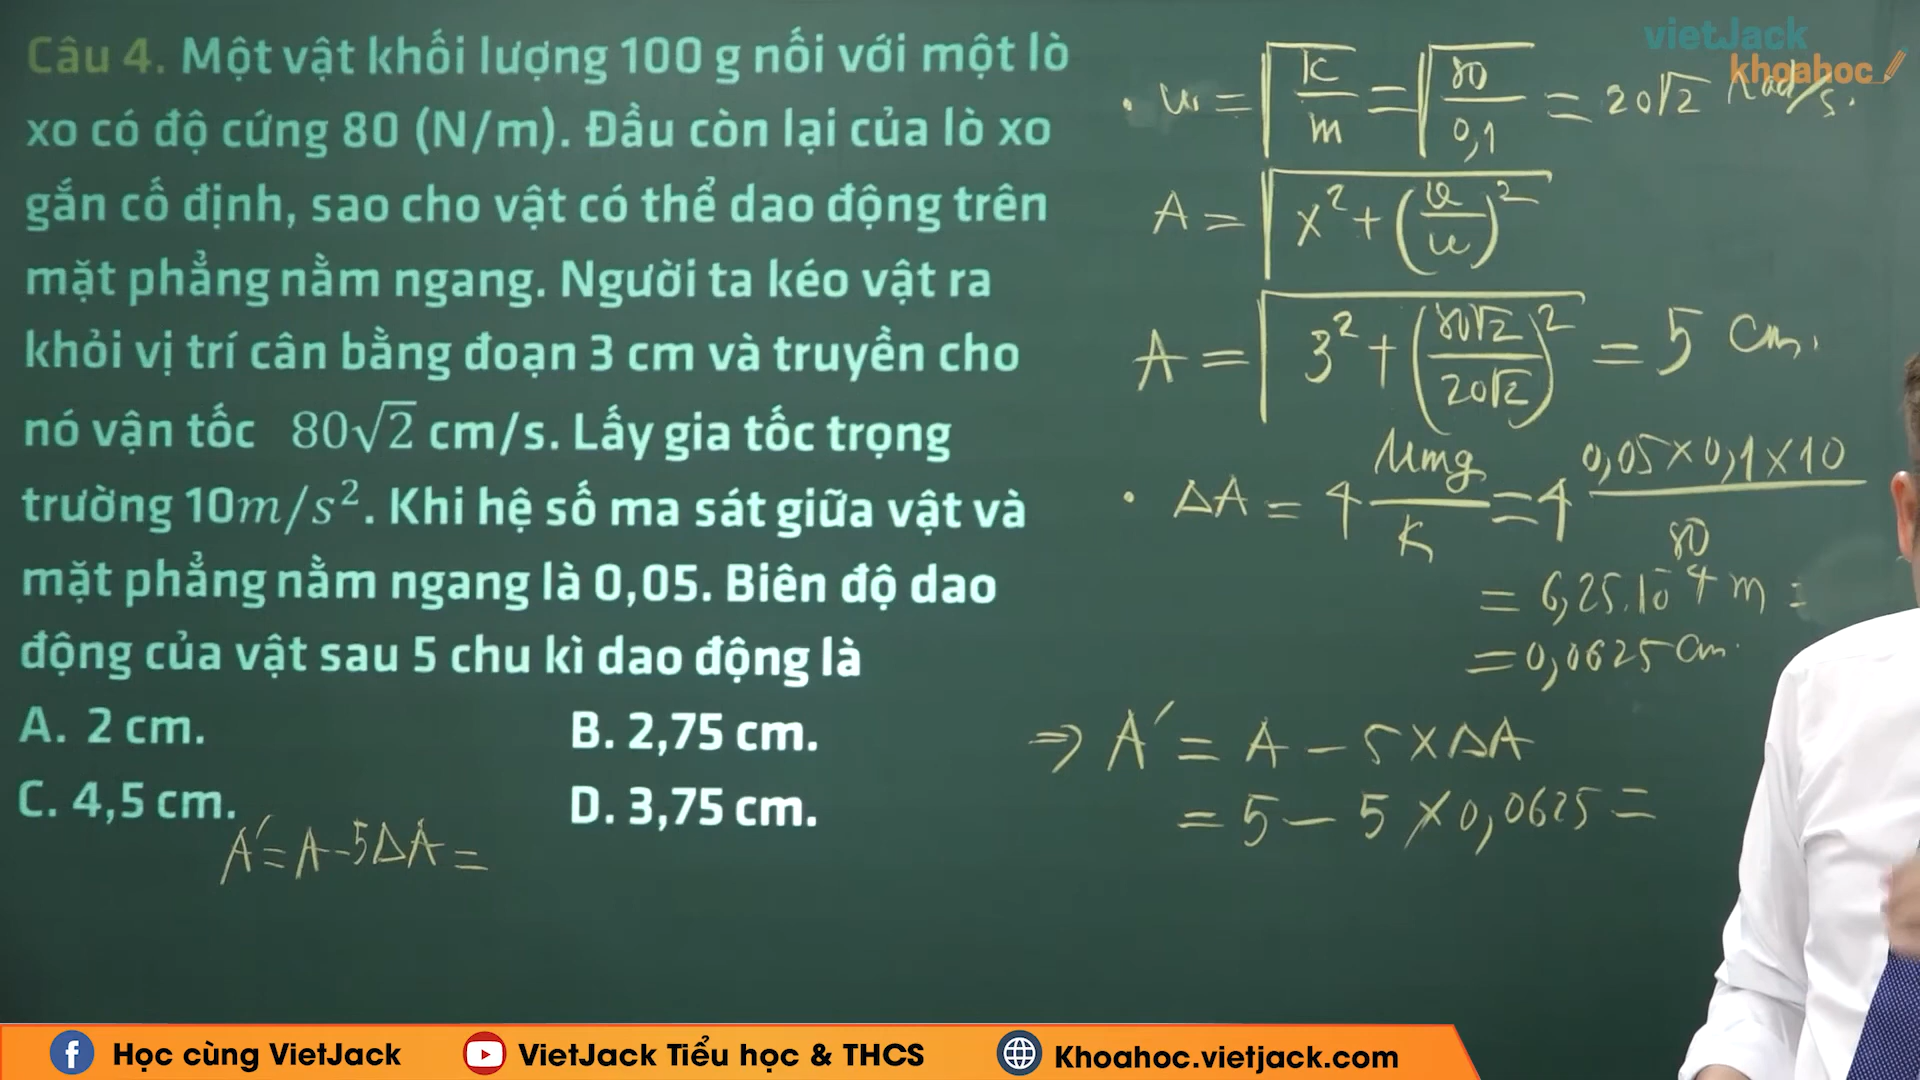 vietJack
khoahoc
Câu 4. Một vật khối lượng 100 g nối với một lò
xo có độ cứng 80 (N/m). Đầu còn lại của lò xo
gắn cố định, sao cho vật có thể dao động trên
mặt phẳng nằm ngang. Người ta kéo vật ra
khỏi vị trí cân bằng đoạn 3 cm và truyền cho
nó vận tốc 80√2 cm/s. Lấy gia tốc trọng
trường 10m/s². Khi hệ số ma sát giữa vật và
mặt phẳng nằm ngang là 0,05. Biên độ dao
động của vật sau 5 chu kì dao động là
A. 2 cm. B. 2,75 cm.
C. 4,5 cm. D. 3,75 cm.
A' = A - 5ΔA =
• ω = √(k/m) = √(80/0,1) = 20√2 Rad/s.
A = √(x² + (v/ω)²)
A = √(3² + (80√2/20√2)²) = 5 cm.
• ΔA = 4 μmg/K = 4 0,05×0,1×10/80
= 6,25.10⁻⁴ m =
= 0,0625 cm.
⇒ A' = A - 5×ΔA
= 5 - 5×0,0625 =
Học cùng VietJack
VietJack Tiểu học & THCS
Khoahoc.vietjack.com